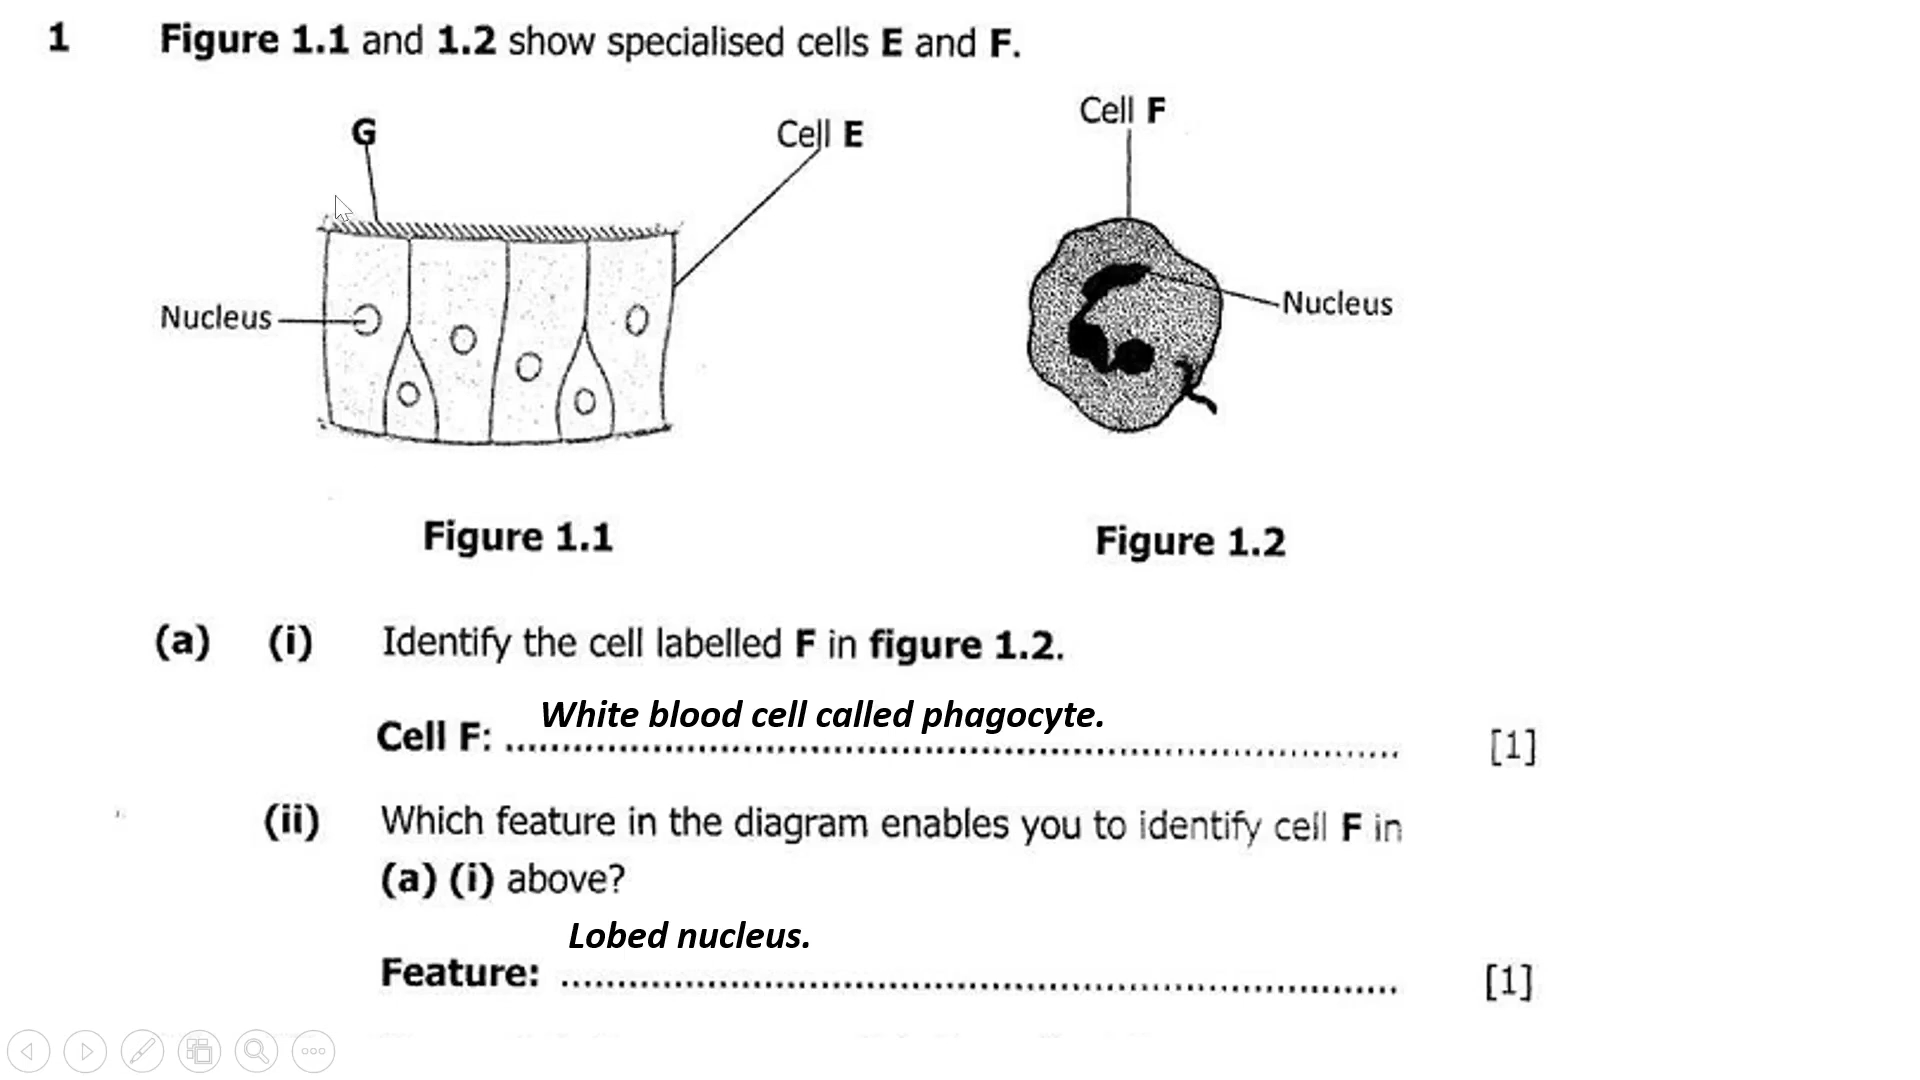 1 Figure 1.1 and 1.2 show specialised cells E and F.
G
Cell E
Cell F
Nucleus
Nucleus
Figure 1.1
Figure 1.2
(a) (i) Identify the cell labelled F in figure 1.2.
White blood cell called phagocyte.
Cell F: .......................................................... [1]
(ii) Which feature in the diagram enables you to identify cell F in
(a) (i) above?
Lobed nucleus.
Feature: .......................................................... [1]